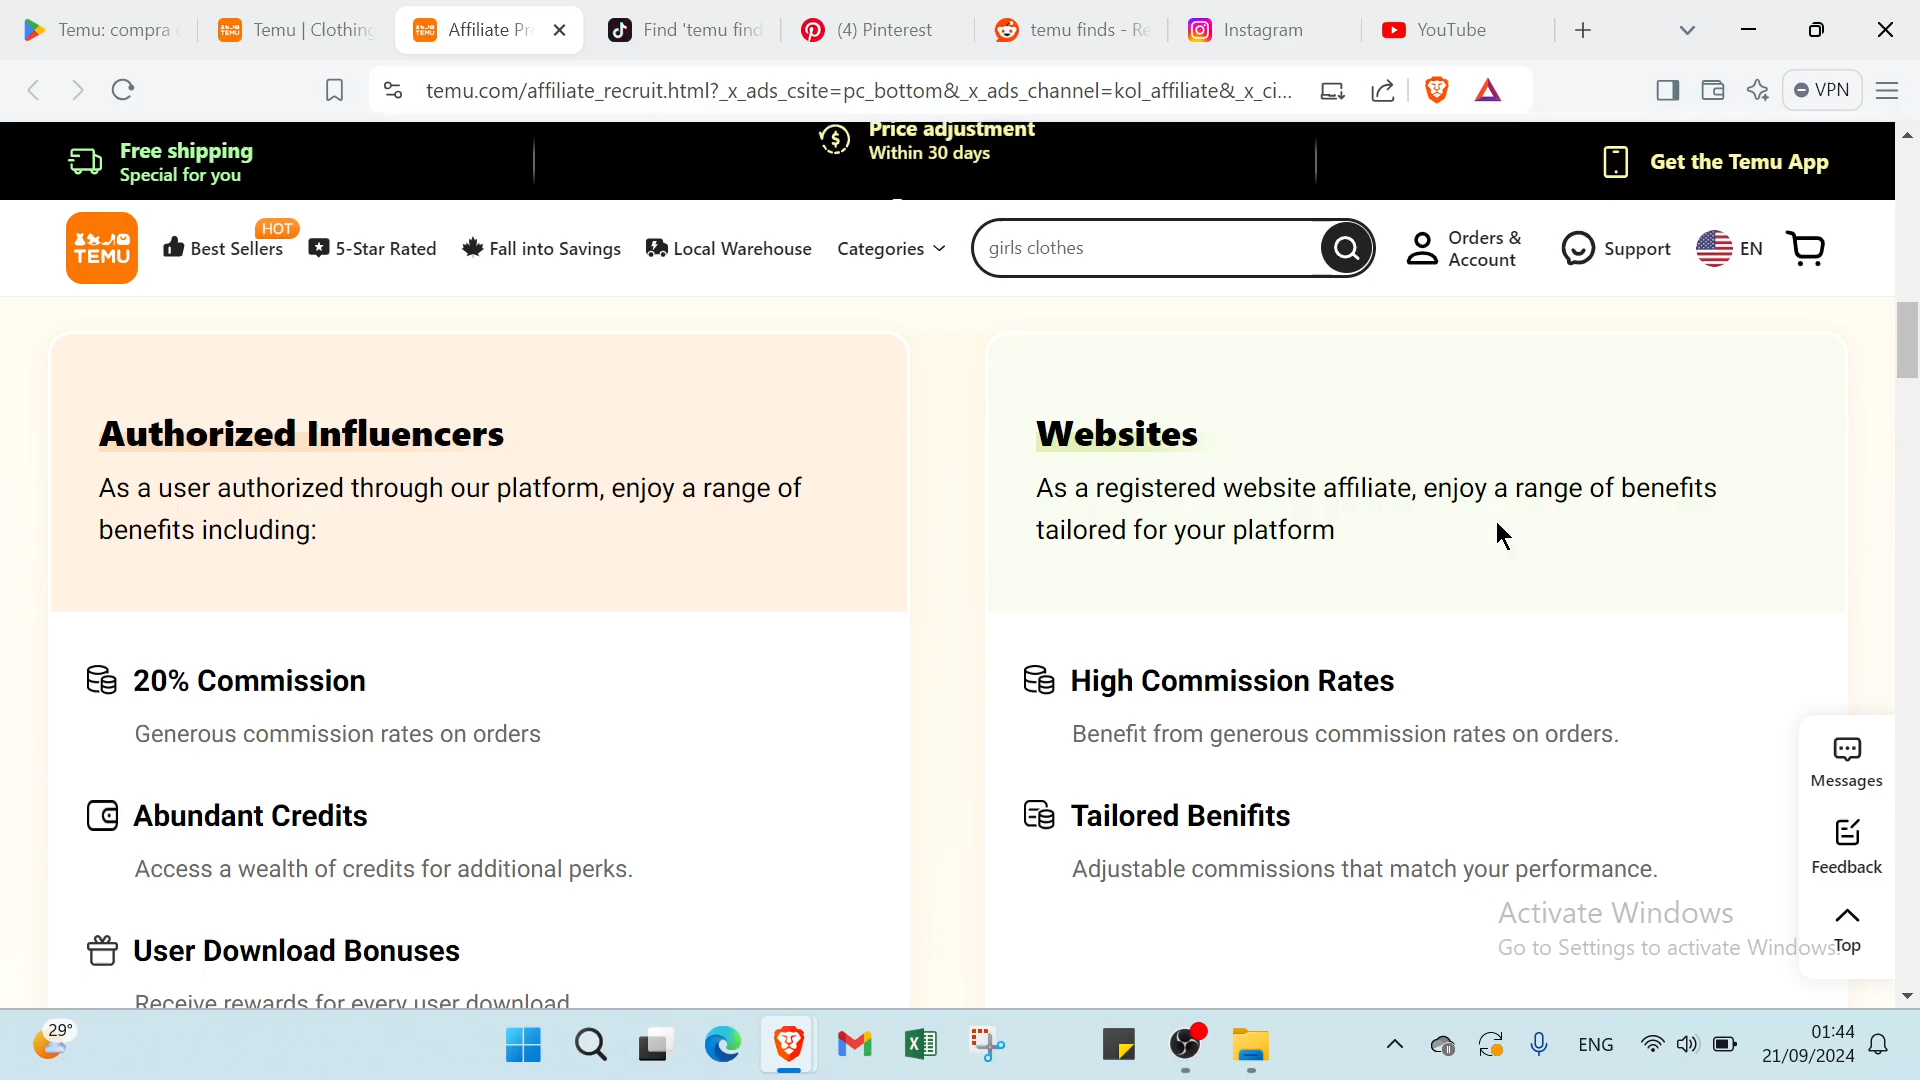 Temu: compra
Temu | Clothing
Affiliate Pr
Find 'temu find
(4) Pinterest
temu finds - Re
Instagram
YouTube
temu.com/affiliate_recruit.html?_x_ads_csite=pc_bottom&_x_ads_channel=kol_affiliate&_x_ci...
VPN
Free shipping
Special for you
Price adjustment
Within 30 days
Get the Temu App
TEMU
Best Sellers
HOT
5-Star Rated
Fall into Savings
Local Warehouse
Categories
girls clothes
Orders &
Account
Support
EN
Authorized Influencers
As a user authorized through our platform, enjoy a range of
benefits including:
20% Commission
Generous commission rates on orders
Abundant Credits
Access a wealth of credits for additional perks.
User Download Bonuses
Receive rewards for every user download
Websites
As a registered website affiliate, enjoy a range of benefits
tailored for your platform
High Commission Rates
Benefit from generous commission rates on orders.
Tailored Benifits
Adjustable commissions that match your performance.
Messages
Feedback
Top
Activate Windows
Go to Settings to activate Windows.
29°
ENG
01:44
21/09/2024